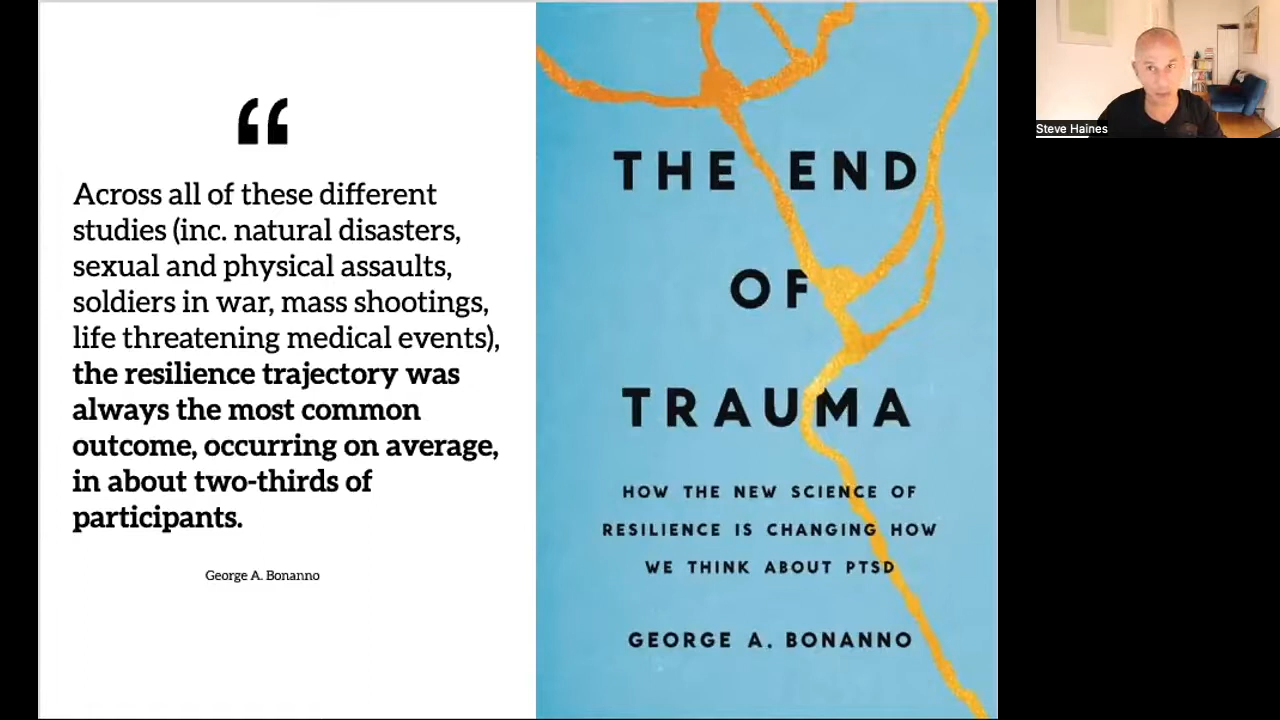 “
Across all of these different
studies (inc. natural disasters,
sexual and physical assaults,
soldiers in war, mass shootings,
life threatening medical events),
the resilience trajectory was
always the most common
outcome, occurring on average,
in about two-thirds of
participants.
George A. Bonanno
THE END
OF
TRAUMA
HOW THE NEW SCIENCE OF
RESILIENCE IS CHANGING HOW
WE THINK ABOUT PTSD
GEORGE A. BONANNO
Steve Haines